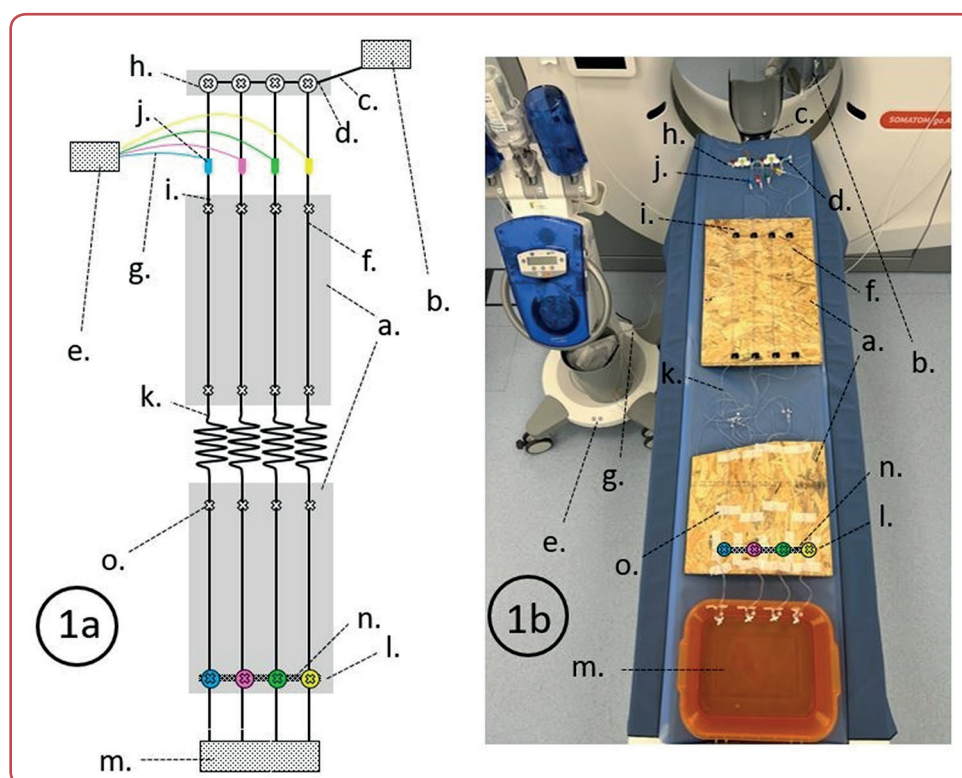 h.
c.
d.
j.
i.
g.
f.
a.
b.
e.
k.
o.
n.
l.
m.
1a
SOMATOM go.
c.
h.
j.
d.
i.
f.
a.
b.
k.
g.
n.
e.
o.
l.
m.
1b